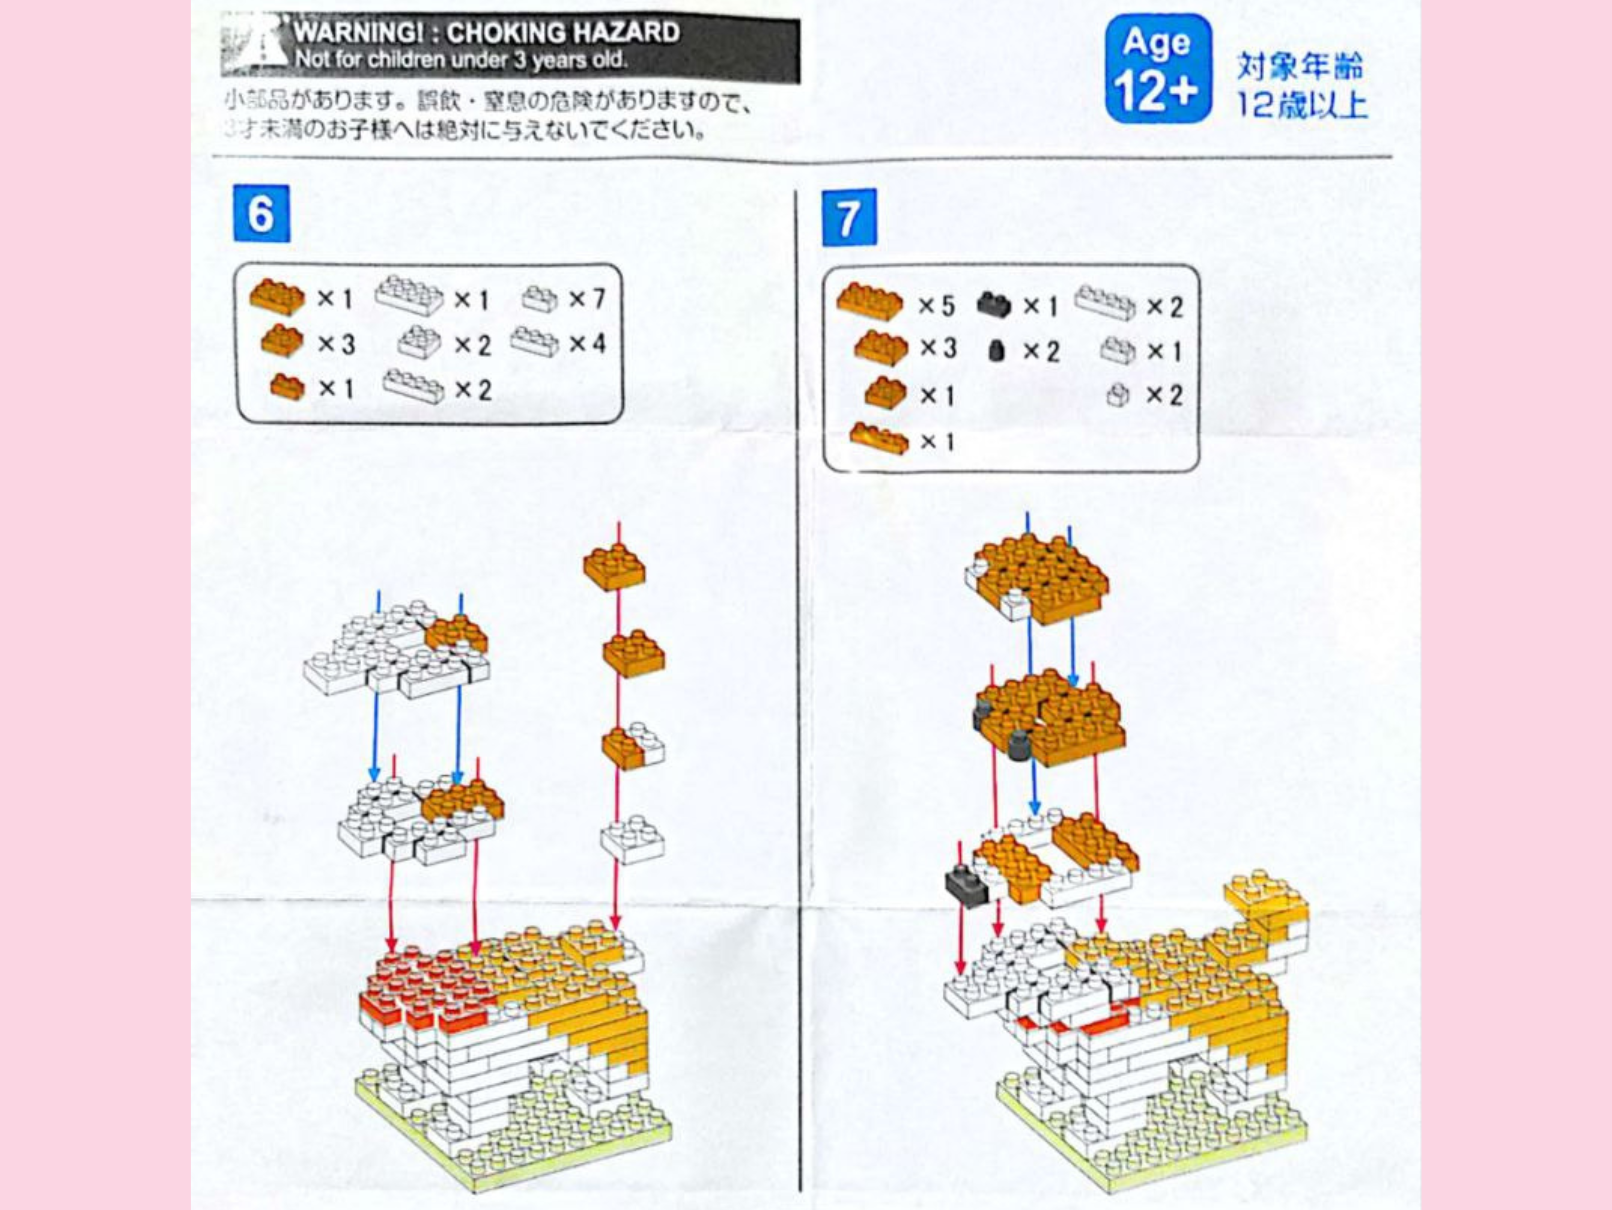 WARNING! : CHOKING HAZARD
Not for children under 3 years old.
小部品があります。誤飲・窒息の危険がありますので、
3才未満のお子様へは絶対に与えないでください。
Age
12+
対象年齢
12歳以上
6
×1 ×1 ×7
×3 ×2 ×4
×1 ×2
7
×5 ×1 ×2
×3 ×2 ×1
×1 ×2
×1